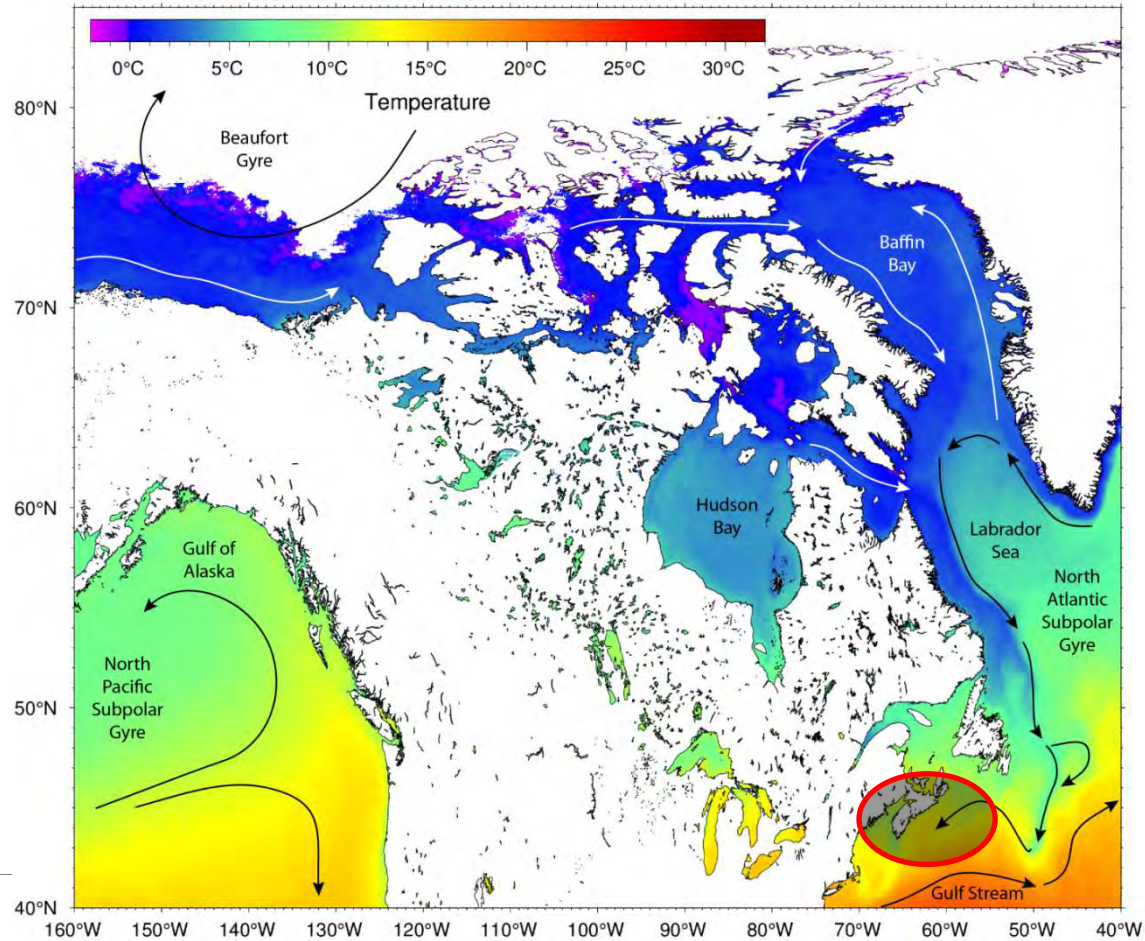 0°C 5°C 10°C 15°C 20°C 25°C 30°C
Temperature
80°N
70°N
60°N
50°N
40°N
Beaufort
Gyre
Baffin
Bay
Hudson
Bay
Labrador
Sea
Gulf of
Alaska
North
Atlantic
Subpolar
Gyre
North
Pacific
Subpolar
Gyre
Gulf Stream
160°W 150°W 140°W 130°W 120°W 110°W 100°W 90°W 80°W 70°W 60°W 50°W 40°W